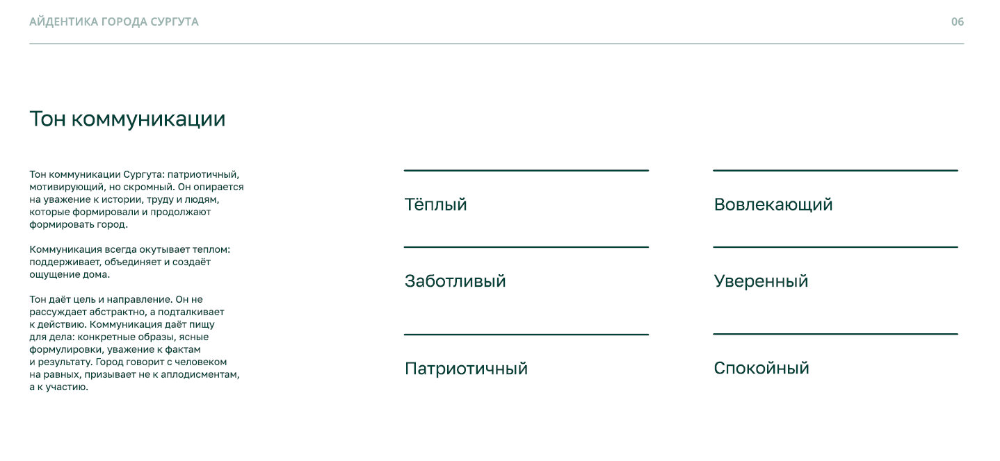 АЙДЕНТИКА ГОРОДА СУРГУТА
06
Тон коммуникации
Тон коммуникации Сургута: патриотичный,
мотивирующий, но скромный. Он опирается
на уважение к истории, труду и людям,
которые формировали и продолжают
формировать город.
Коммуникация всегда окутывает теплом:
поддерживает, объединяет и создаёт
ощущение дома.
Тон даёт цель и направление. Он не
рассуждает абстрактно, а подталкивает
к действию. Коммуникация даёт пищу
для дела: конкретные образы, ясные
формулировки, уважение к фактам
и результату. Город говорит с человеком
на равных, призывает не к аплодисментам,
а к участию.
Тёплый
Заботливый
Патриотичный
Вовлекающий
Уверенный
Спокойный